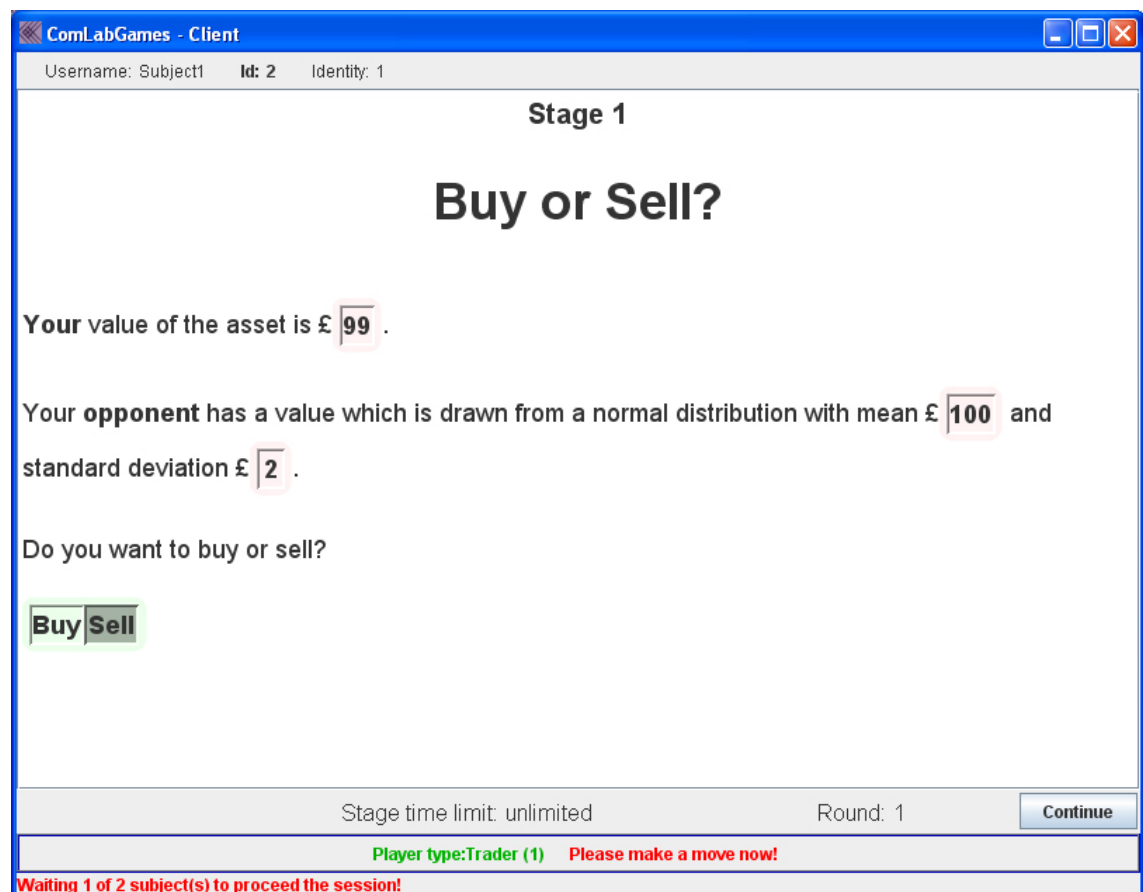 ComLabGames - Client
Username: Subject1 Id: 2 Identity: 1
Stage 1
Buy or Sell?
Your value of the asset is £ 99 .
Your opponent has a value which is drawn from a normal distribution with mean £ 100 and
standard deviation £ 2 .
Do you want to buy or sell?
Buy Sell
Stage time limit: unlimited Round: 1 Continue
Player type:Trader (1) Please make a move now!
Waiting 1 of 2 subject(s) to proceed the session!